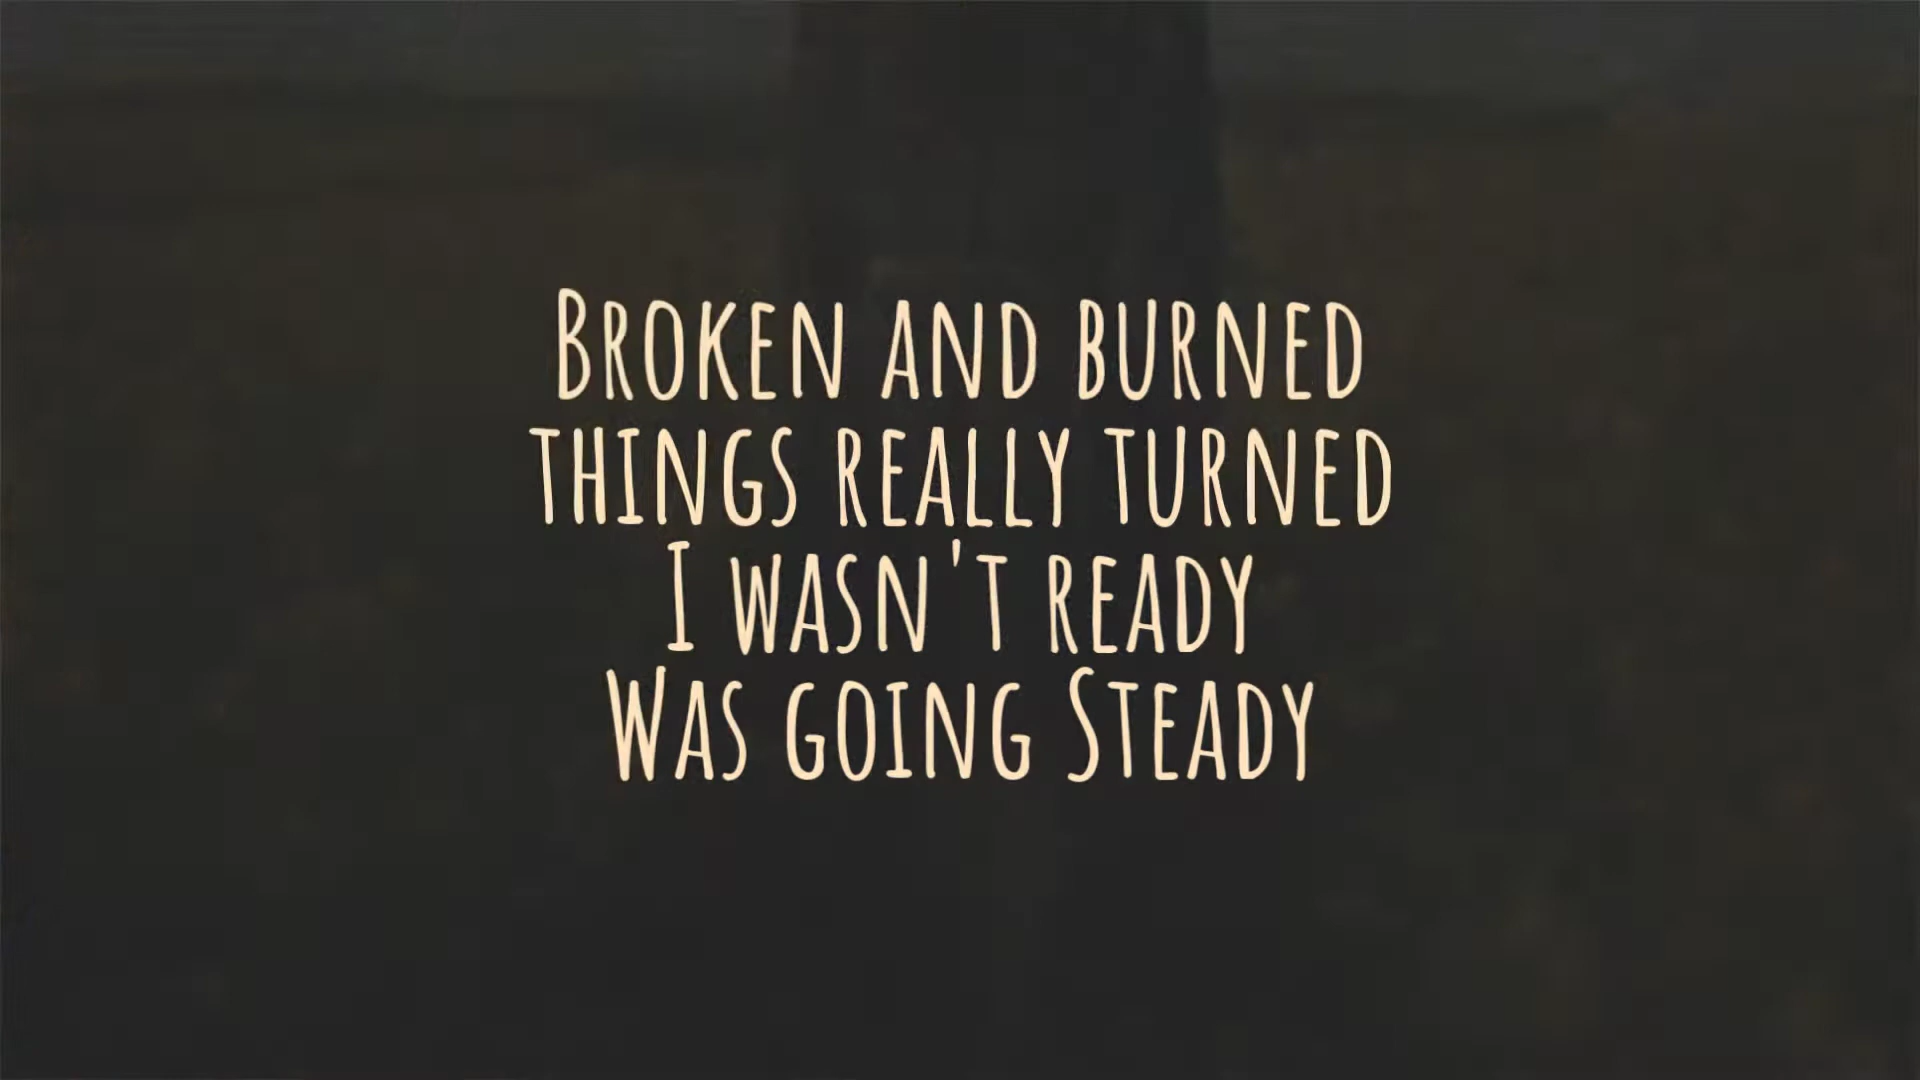 Broken and burned
things really turned
I wasn't ready
Was going Steady